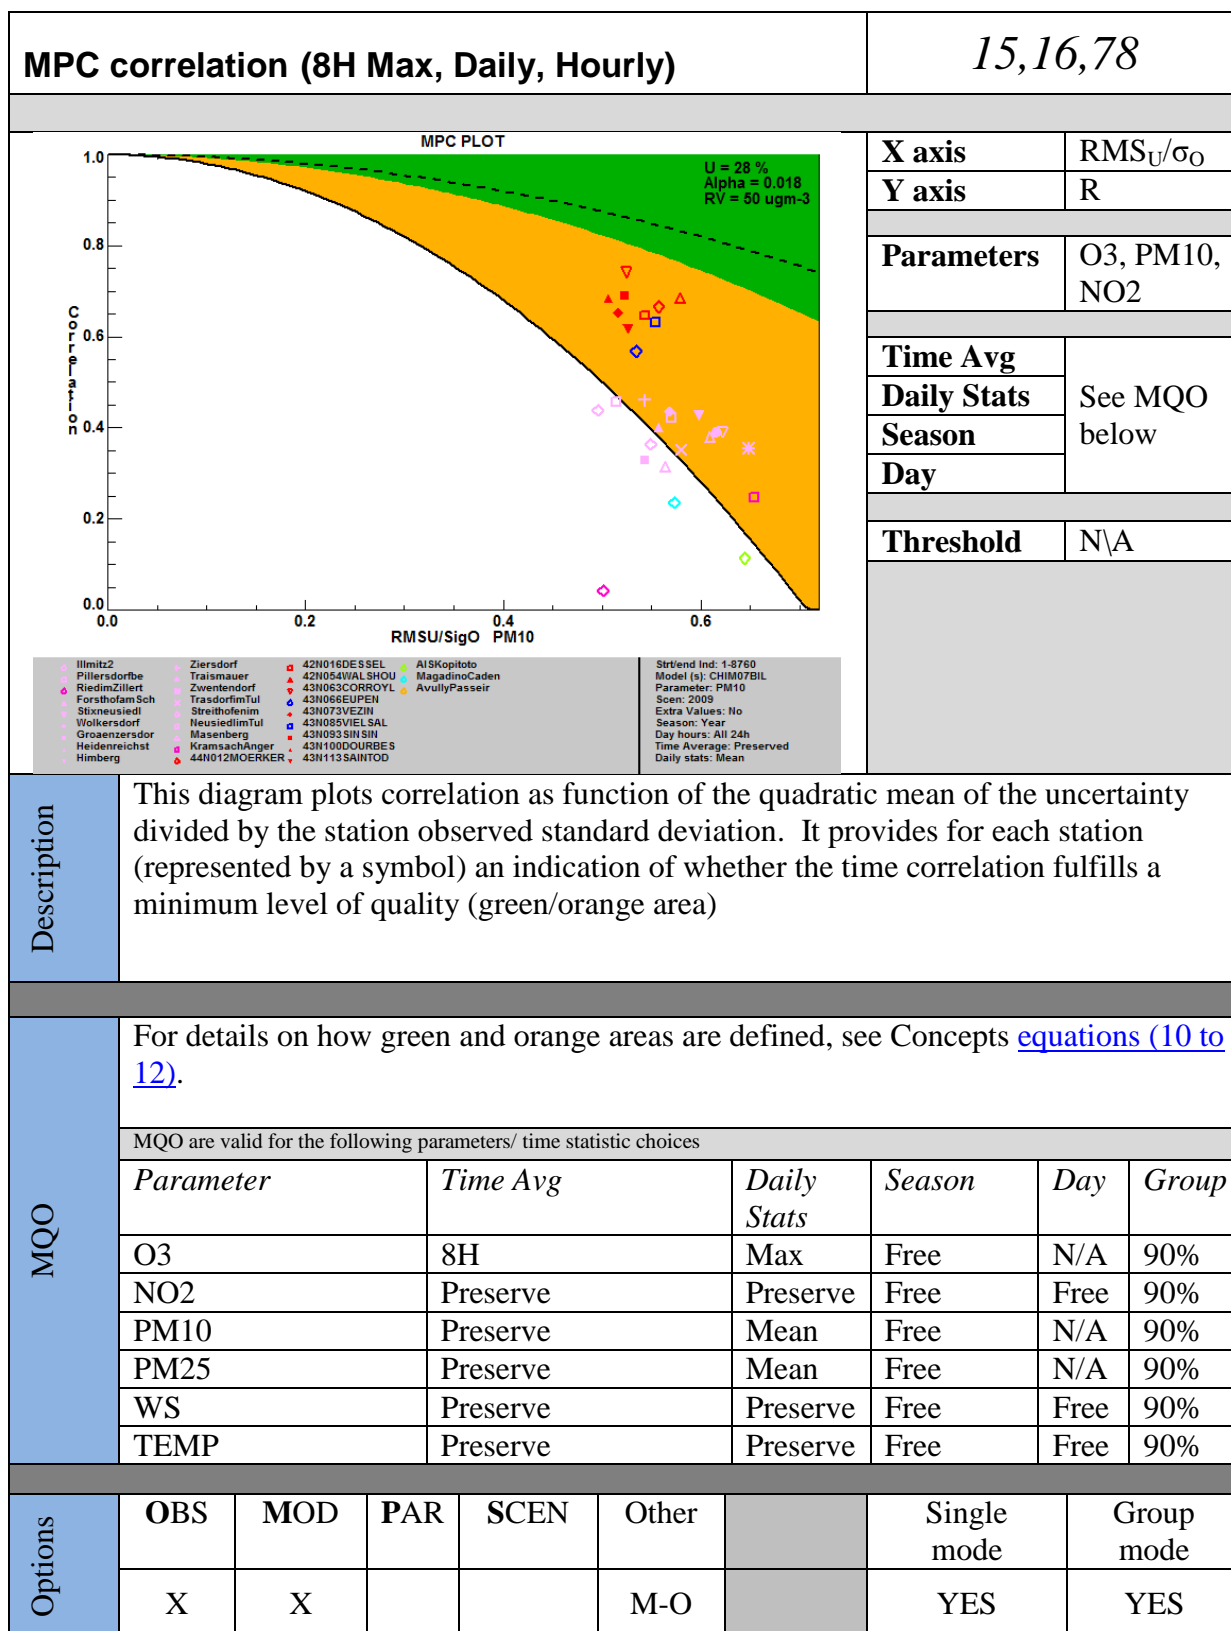 MPC correlation (8H Max, Daily, Hourly)
15,16,78
MPC PLOT
U = 28 %
Alpha = 0.018
RV = 50 ugm-3
1.0
0.8
0.6
0.4
0.2
0.0
Correlation
0.0
0.2
0.4
0.6
RMSU/SigO PM10
Illmitz2
Pillersdorfbe
RiedimZillert
ForsthofamSch
Stixneusiedl
Wolkersdorf
Groaenzersdor
Heidenreichst
Himberg
Ziersdorf
Traismauer
Zwentendorf
TrasdorfimTul
Streithofenim
NeusiedlimTul
Masenberg
KramsachAnger
44N012MOERKER
42N016DESSEL
42N054WALSHOU
43N063CORROYL
43N066EUPEN
43N073VEZIN
43N085VIELSAL
43N093SINSIN
43N100DOURBES
43N113SAINTOD
AISKopitoto
MagadinoCaden
AvullyPasseir
Strt/end Ind: 1-8760
Model (s): CHIM07BIL
Parameter: PM10
Scen: 2009
Extra Values: No
Season: Year
Day hours: All 24h
Time Average: Preserved
Daily stats: Mean
X axis RMSU/σO
Y axis R
Parameters O3, PM10,
NO2
Time Avg
Daily Stats
Season
Day
See MQO
below
Threshold N\A
Description
This diagram plots correlation as function of the quadratic mean of the uncertainty
divided by the station observed standard deviation. It provides for each station
(represented by a symbol) an indication of whether the time correlation fulfills a
minimum level of quality (green/orange area)
MQO
For details on how green and orange areas are defined, see Concepts equations (10 to
12).
MQO are valid for the following parameters/ time statistic choices
Parameter Time Avg Daily Stats Season Day Group
O3 8H Max Free N/A 90%
NO2 Preserve Preserve Free Free 90%
PM10 Preserve Mean Free N/A 90%
PM25 Preserve Mean Free N/A 90%
WS Preserve Preserve Free Free 90%
TEMP Preserve Preserve Free Free 90%
Options
OBS MOD PAR SCEN Other Single mode Group mode
X X M-O YES YES